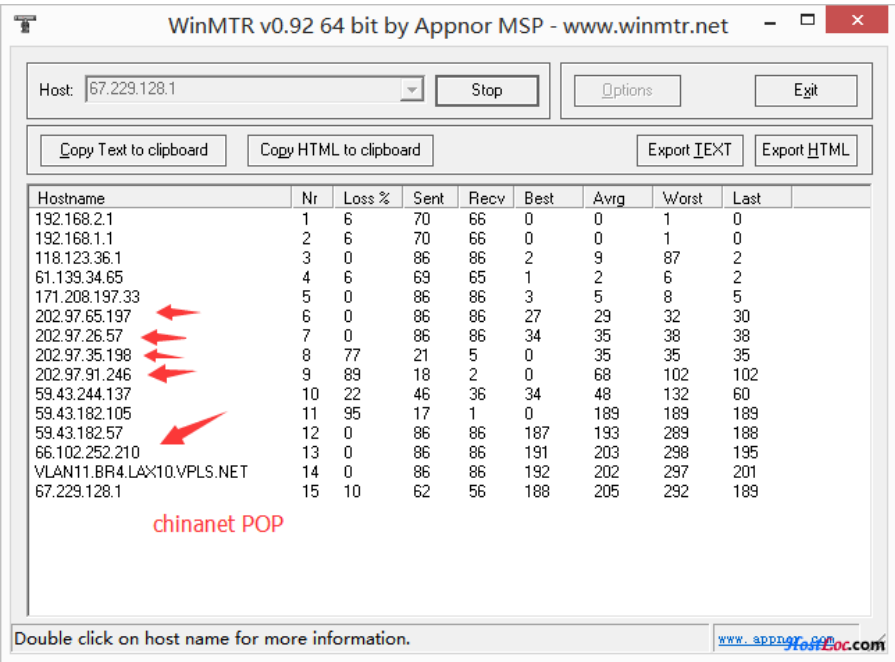 WinMTR v0.92 64 bit by Appnor MSP - www.winmtr.net
Host: 67.229.128.1 Stop Options Exit
Copy Text to clipboard Copy HTML to clipboard Export TEXT Export HTML
Hostname Nr Loss % Sent Recv Best Avrg Worst Last
192.168.2.1 1 6 70 66 0 0 1 0
192.168.1.1 2 6 70 66 0 0 1 0
118.123.36.1 3 0 86 86 2 9 87 2
61.139.34.65 4 6 69 65 1 2 6 2
171.208.197.33 5 0 86 86 3 5 8 5
202.97.65.197 6 0 86 86 27 29 32 30
202.97.26.57 7 0 86 86 34 35 38 38
202.97.35.198 8 77 21 5 0 35 35 35
202.97.91.246 9 89 18 2 0 68 102 102
59.43.244.137 10 22 46 36 34 48 132 60
59.43.182.105 11 95 17 1 0 189 189 189
59.43.182.57 12 0 86 86 187 193 289 188
66.102.252.210 13 0 86 86 191 203 298 195
VLAN11.BR4.LAX10.VPLS.NET 14 0 86 86 192 202 297 201
67.229.128.1 15 10 62 56 188 205 292 189
chinanet POP
Double click on host name for more information.
HostLoc.com